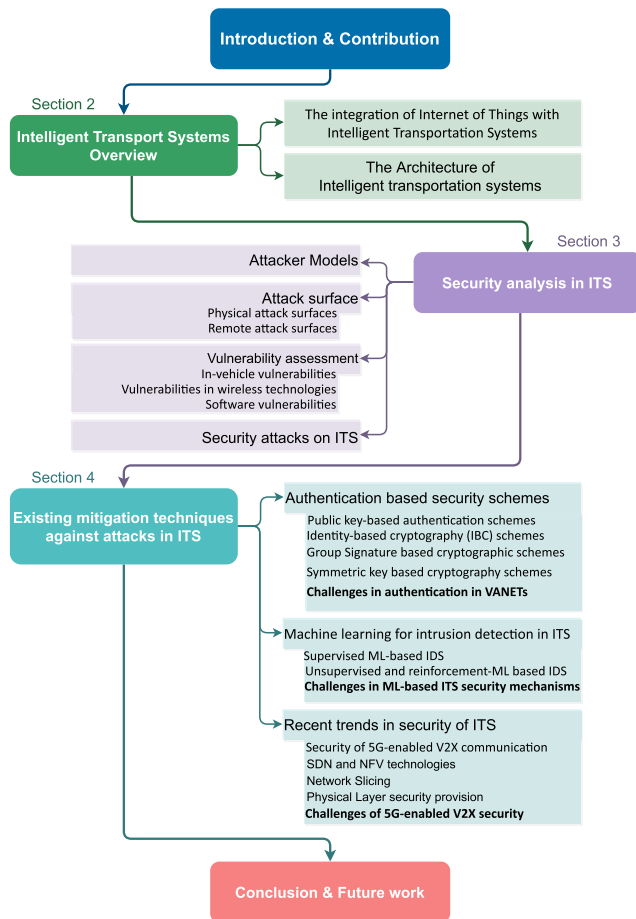 Introduction & Contribution
Section 2
Intelligent Transport Systems
Overview
The integration of Internet of Things with
Intelligent Transportation Systems
The Architecture of
Intelligent transportation systems
Section 3
Security analysis in ITS
Attacker Models
Attack surface
Physical attack surfaces
Remote attack surfaces
Vulnerability assessment
In-vehicle vulnerabilities
Vulnerabilities in wireless technologies
Software vulnerabilities
Security attacks on ITS
Section 4
Existing mitigation techniques
against attacks in ITS
Authentication based security schemes
Public key-based authentication schemes
Identity-based cryptography (IBC) schemes
Group Signature based cryptographic schemes
Symmetric key based cryptography schemes
Challenges in authentication in VANETs
Machine learning for intrusion detection in ITS
Supervised ML-based IDS
Unsupervised and reinforcement-ML based IDS
Challenges in ML-based ITS security mechanisms
Recent trends in security of ITS
Security of 5G-enabled V2X communication
SDN and NFV technologies
Network Slicing
Physical Layer security provision
Challenges of 5G-enabled V2X security
Conclusion & Future work